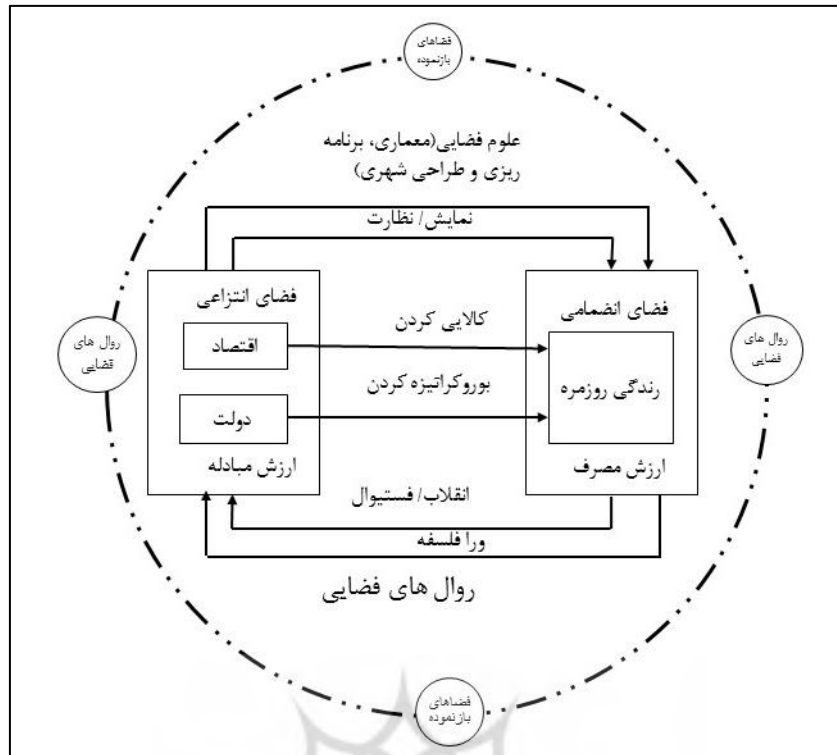 فضاهای
بازنموده
علوم فضایی(معماری، برنامه
ریزی و طراحی شهری)
نمایش/ نظارت
فضای انضمامی
فضای انتزاعی
کالایی کردن
اقتصاد
روال های
فضایی
زندگی روزمره
روال های
فضایی
بوروکراتیزه کردن
دولت
ارزش مصرف
ارزش مبادله
انقلاب/ فستیوال
ورا فلسفه
روال های فضایی
فضاهای
بازنموده